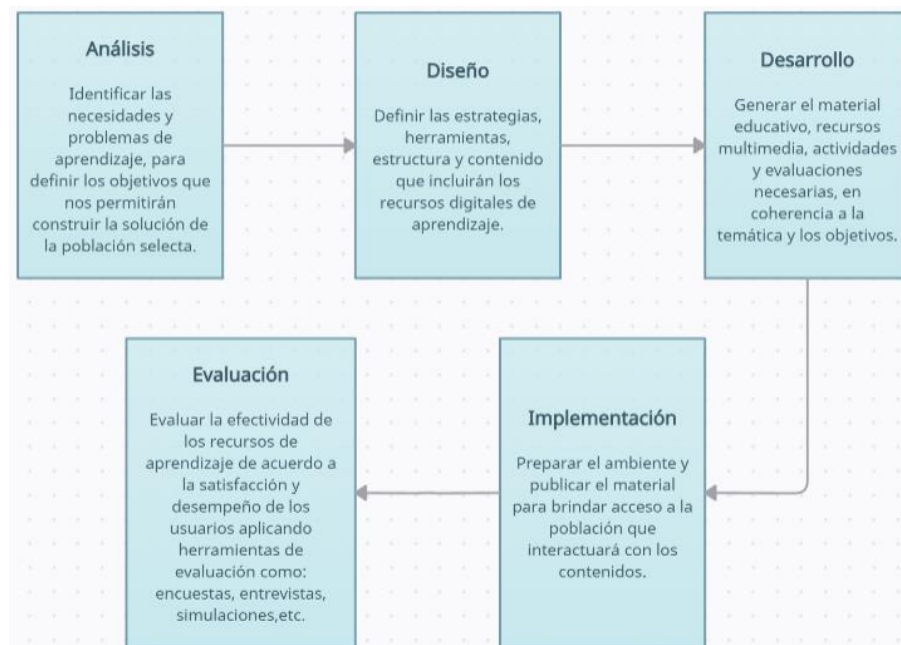 Análisis
Identificar las
necesidades y
problemas de
aprendizaje, para
definir los objetivos que
nos permitirán
construir la solución de
la población selecta.
Diseño
Definir las estrategias,
herramientas,
estructura y contenido
que incluirán los
recursos digitales de
aprendizaje.
Desarrollo
Generar el material
educativo, recursos
multimedia, actividades
y evaluaciones
necesarias, en
coherencia a la
temática y los objetivos.
Implementación
Preparar el ambiente y
publicar el material
para brindar acceso a la
población que
interactuará con los
contenidos.
Evaluación
Evaluar la efectividad de
los recursos de
aprendizaje de acuerdo a
la satisfacción y
desempeño de los
usuarios aplicando
herramientas de
evaluación como:
encuestas, entrevistas,
simulaciones,etc.